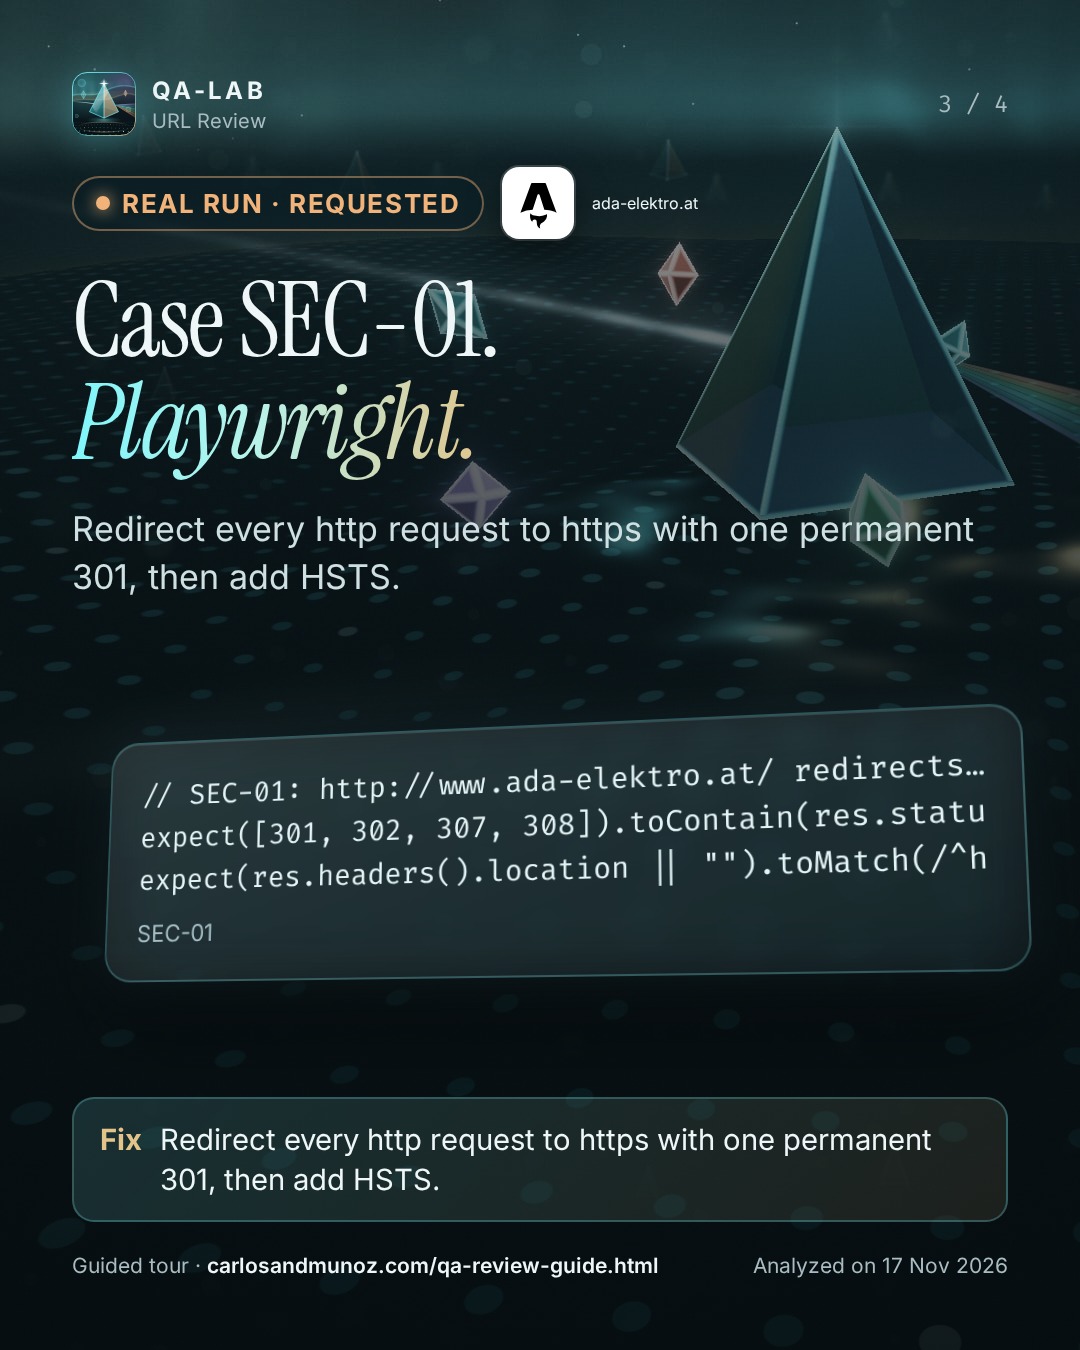 QA-LAB
URL Review
3 / 4
REAL RUN · REQUESTED
ada-elektro.at
Case SEC-01.
Playwright.
Redirect every http request to https with one permanent
301, then add HSTS.
// SEC-01: http://www.ada-elektro.at/ redirects…
expect([301, 302, 307, 308]).toContain(res.statu
expect(res.headers().location || "").toMatch(/^h
SEC-01
Fix Redirect every http request to https with one permanent
301, then add HSTS.
Guided tour · carlosandmunoz.com/qa-review-guide.html
Analyzed on 17 Nov 2026